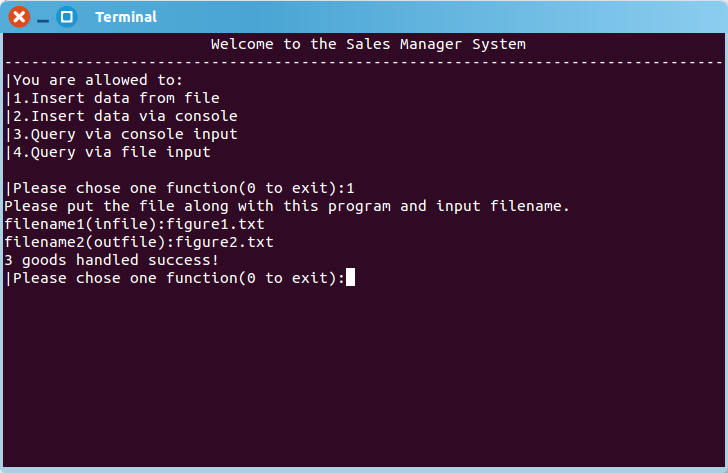 Terminal
Welcome to the Sales Manager System
--------------------------------------------------------------------------------
|You are allowed to:
|1.Insert data from file
|2.Insert data via console
|3.Query via console input
|4.Query via file input
|Please chose one function(0 to exit):1
Please put the file along with this program and input filename.
filename1(infile):figure1.txt
filename2(outfile):figure2.txt
3 goods handled success!
|Please chose one function(0 to exit):